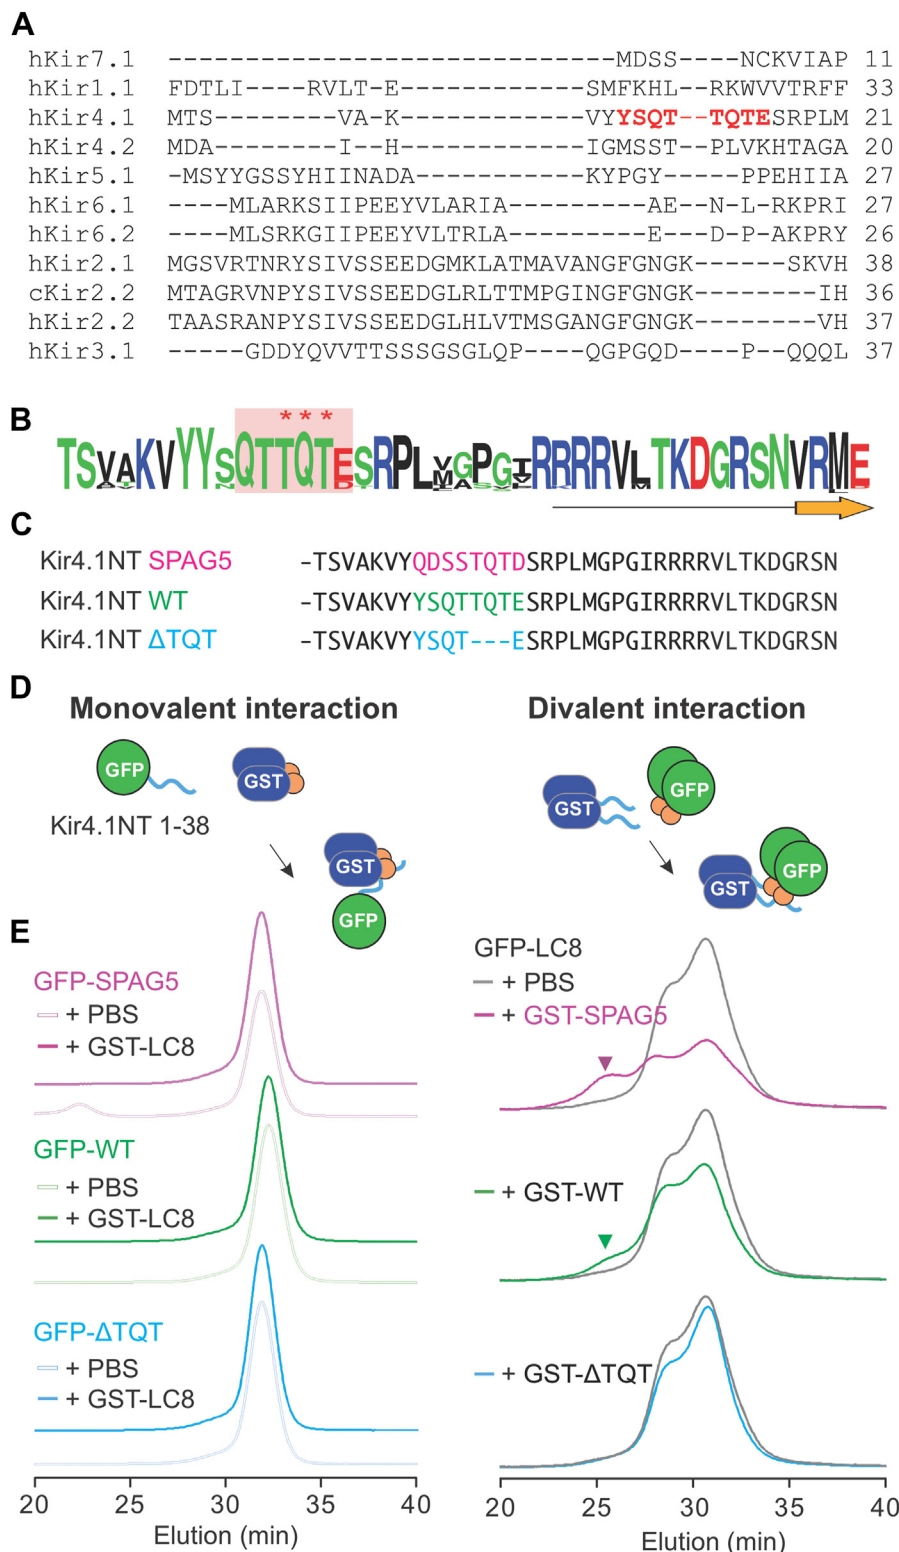 A
hKir7.1 -----------------------------MDSS----NCKVIAP 11
hKir1.1 FDTLI----RVLT-E------------SMFKHL--RKWVVTRFF 33
hKir4.1 MTS--------VA-K------------VYYSQT--TQTESRPLM 21
hKir4.2 MDA--------I--H------------IGMSST--PLVKHTAGA 20
hKir5.1 -MSYYGSSYHIINADA-----------KYPGY-----PPEHIIA 27
hKir6.1 ----MLARKSIIPEEYVLARIA---------AE--N-L-RKPRI 27
hKir6.2 ----MLSRKGIIPEEYVLTRLA---------E---D-P-AKPRY 26
hKir2.1 MGSVRTNRYSIVSSEEDGMKLATMAVANGFGNGK------SKVH 38
cKir2.2 MTAGRVNPYSIVSSEEDGLRLTTMPGINGFGNGK--------IH 36
hKir2.2 TAASRANPYSIVSSEEDGLHLVTMSGANGFGNGK--------VH 37
hKir3.1 -----GDDYQVVTTSSSGSGLQP----QGPGQD----P--QQQL 37
B
***
TSVAKVYYSQTTTQTESRPLMGPGIRRRRVLTKDGRSNVRME
C
Kir4.1NT SPAG5 -TSVAKVYQDSSTQTDSRPLMGPGIRRRRVLTKDGRSN
Kir4.1NT WT -TSVAKVYYSQTTQTESRPLMGPGIRRRRVLTKDGRSN
Kir4.1NT ΔTQT -TSVAKVYYSQT---ESRPLMGPGIRRRRVLTKDGRSN
D
Monovalent interaction
GFP
GST
Kir4.1NT 1-38
GST
GFP
Divalent interaction
GST
GFP
GST
GFP
E
GFP-SPAG5
+ PBS
+ GST-LC8
GFP-WT
+ PBS
+ GST-LC8
GFP-ΔTQT
+ PBS
+ GST-LC8
20 25 30 35 40
Elution (min)
GFP-LC8
+ PBS
+ GST-SPAG5
+ GST-WT
+ GST-ΔTQT
20 25 30 35 40
Elution (min)